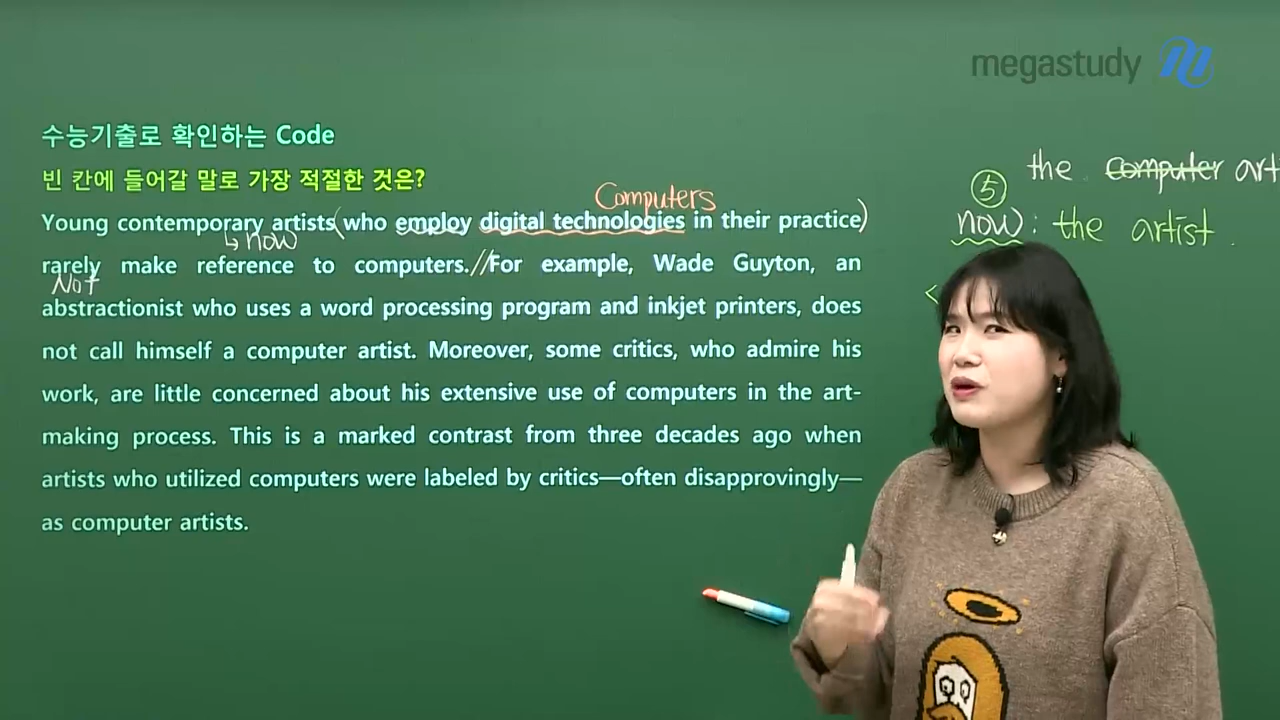 megastudy
수능기출로 확인하는 Code
빈 칸에 들어갈 말로 가장 적절한 것은?
Computers
Young contemporary artists(who employ digital technologies in their practice)
↳ now
rarely make reference to computers.//For example, Wade Guyton, an
Not
abstractionist who uses a word processing program and inkjet printers, does
not call himself a computer artist. Moreover, some critics, who admire his
work, are little concerned about his extensive use of computers in the art-
making process. This is a marked contrast from three decades ago when
artists who utilized computers were labeled by critics—often disapprovingly—
as computer artists.
the computer art
⑤
now: the artist
<